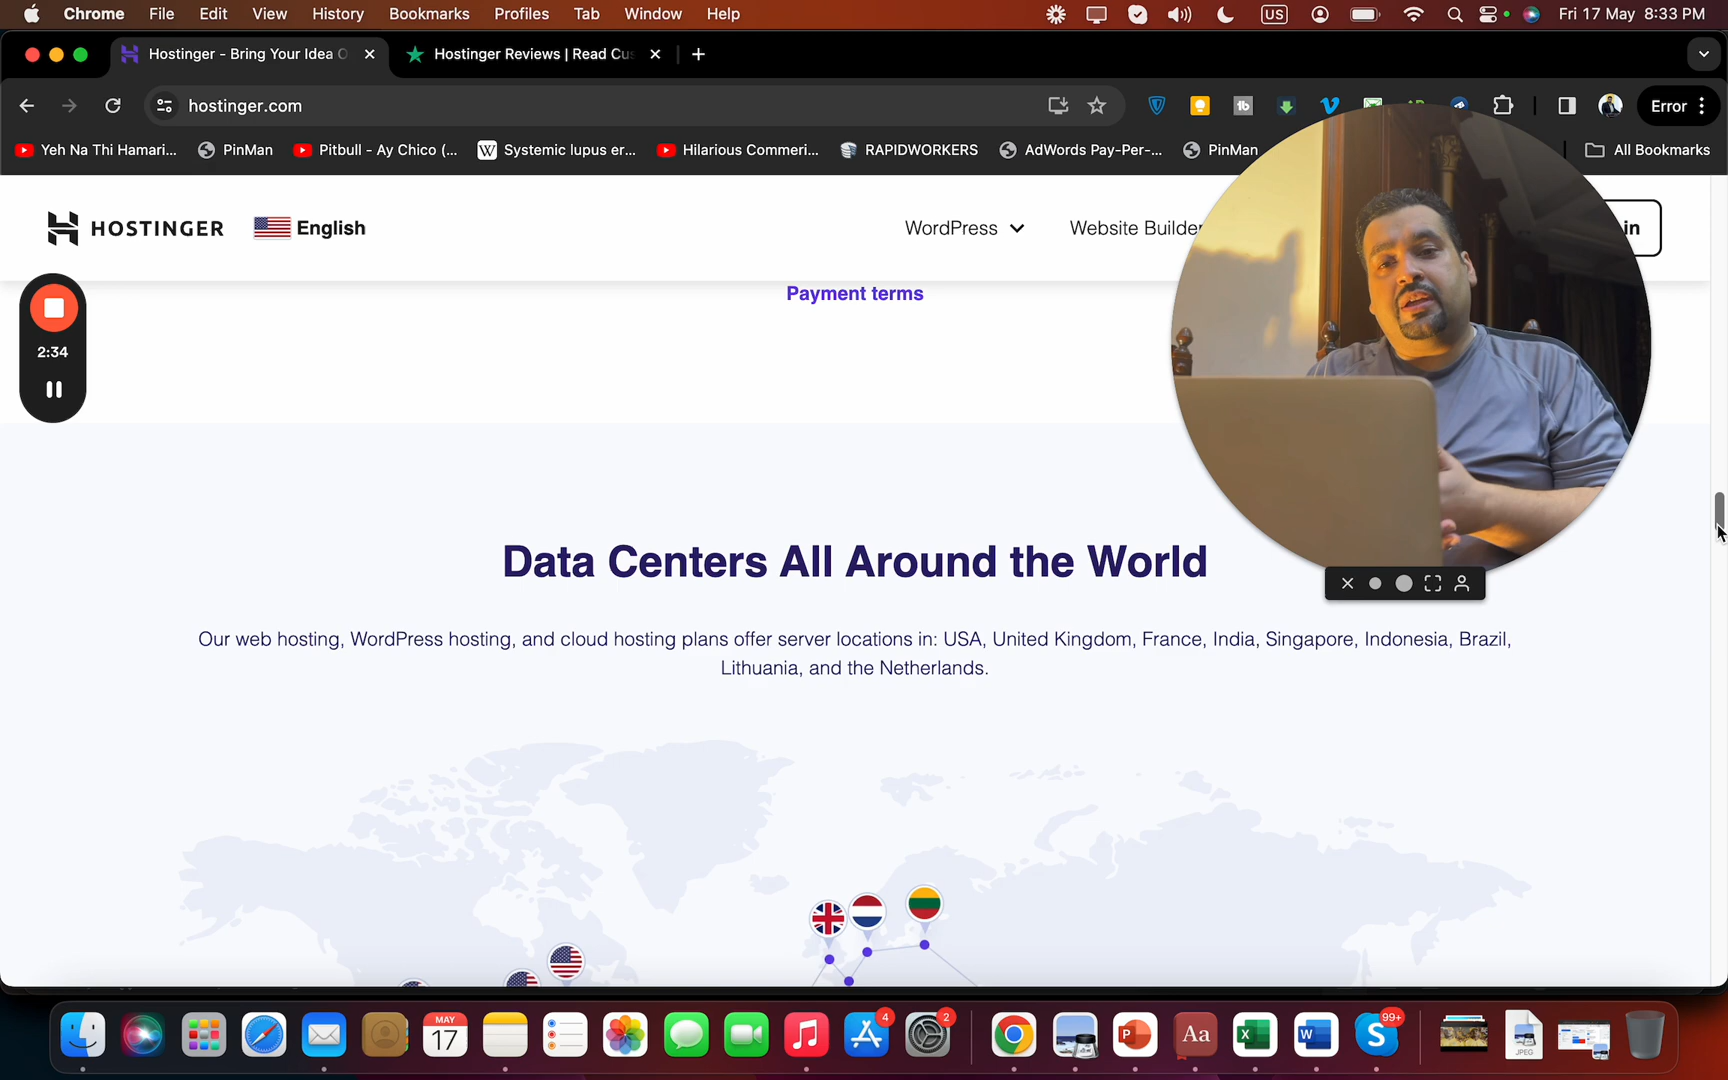 Chrome File Edit View History Bookmarks Profiles Tab Window Help US Fri 17 May 8:33 PM
Hostinger - Bring Your Idea O Hostinger Reviews | Read Cus
hostinger.com Error
Yeh Na Thi Hamari... PinMan Pitbull - Ay Chico (... Systemic lupus er... Hilarious Commeri... RAPIDWORKERS AdWords Pay-Per-... PinMan All Bookmarks
HOSTINGER English WordPress Website Builder in
Payment terms
2:34
Data Centers All Around the World
Our web hosting, WordPress hosting, and cloud hosting plans offer server locations in: USA, United Kingdom, France, India, Singapore, Indonesia, Brazil,
Lithuania, and the Netherlands.
MAY
17
4
2
P
Aa
X
W
S
99+
JPEG